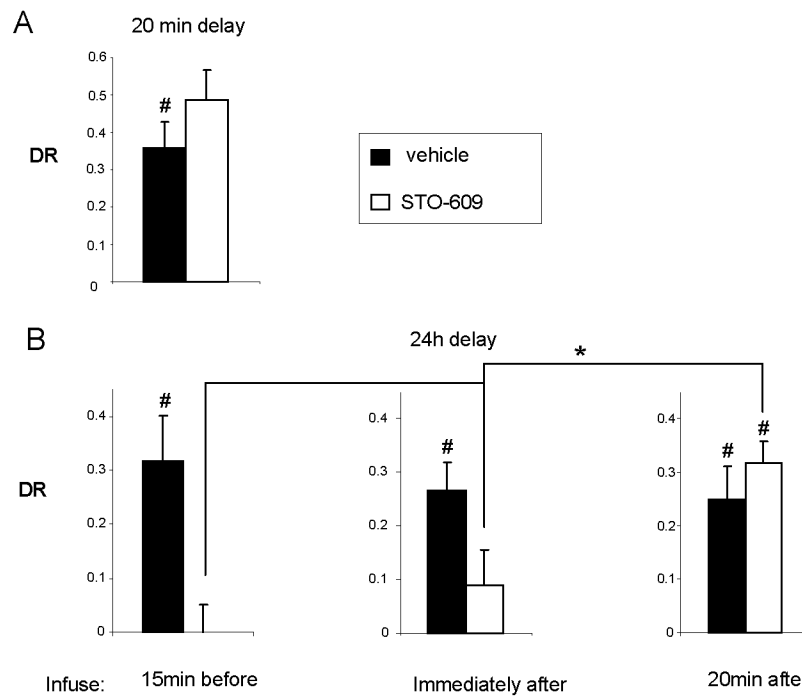 A
20 min delay
0.6
0.5
0.4
0.3
0.2
0.1
0
DR
#
vehicle
STO-609
B
24h delay
*
0.4
0.3
0.2
0.1
0
DR
#
0.4
0.3
0.2
0.1
0
#
0.4
0.3
0.2
0.1
0
#
#
Infuse:
15min before
Immediately after
20min afte